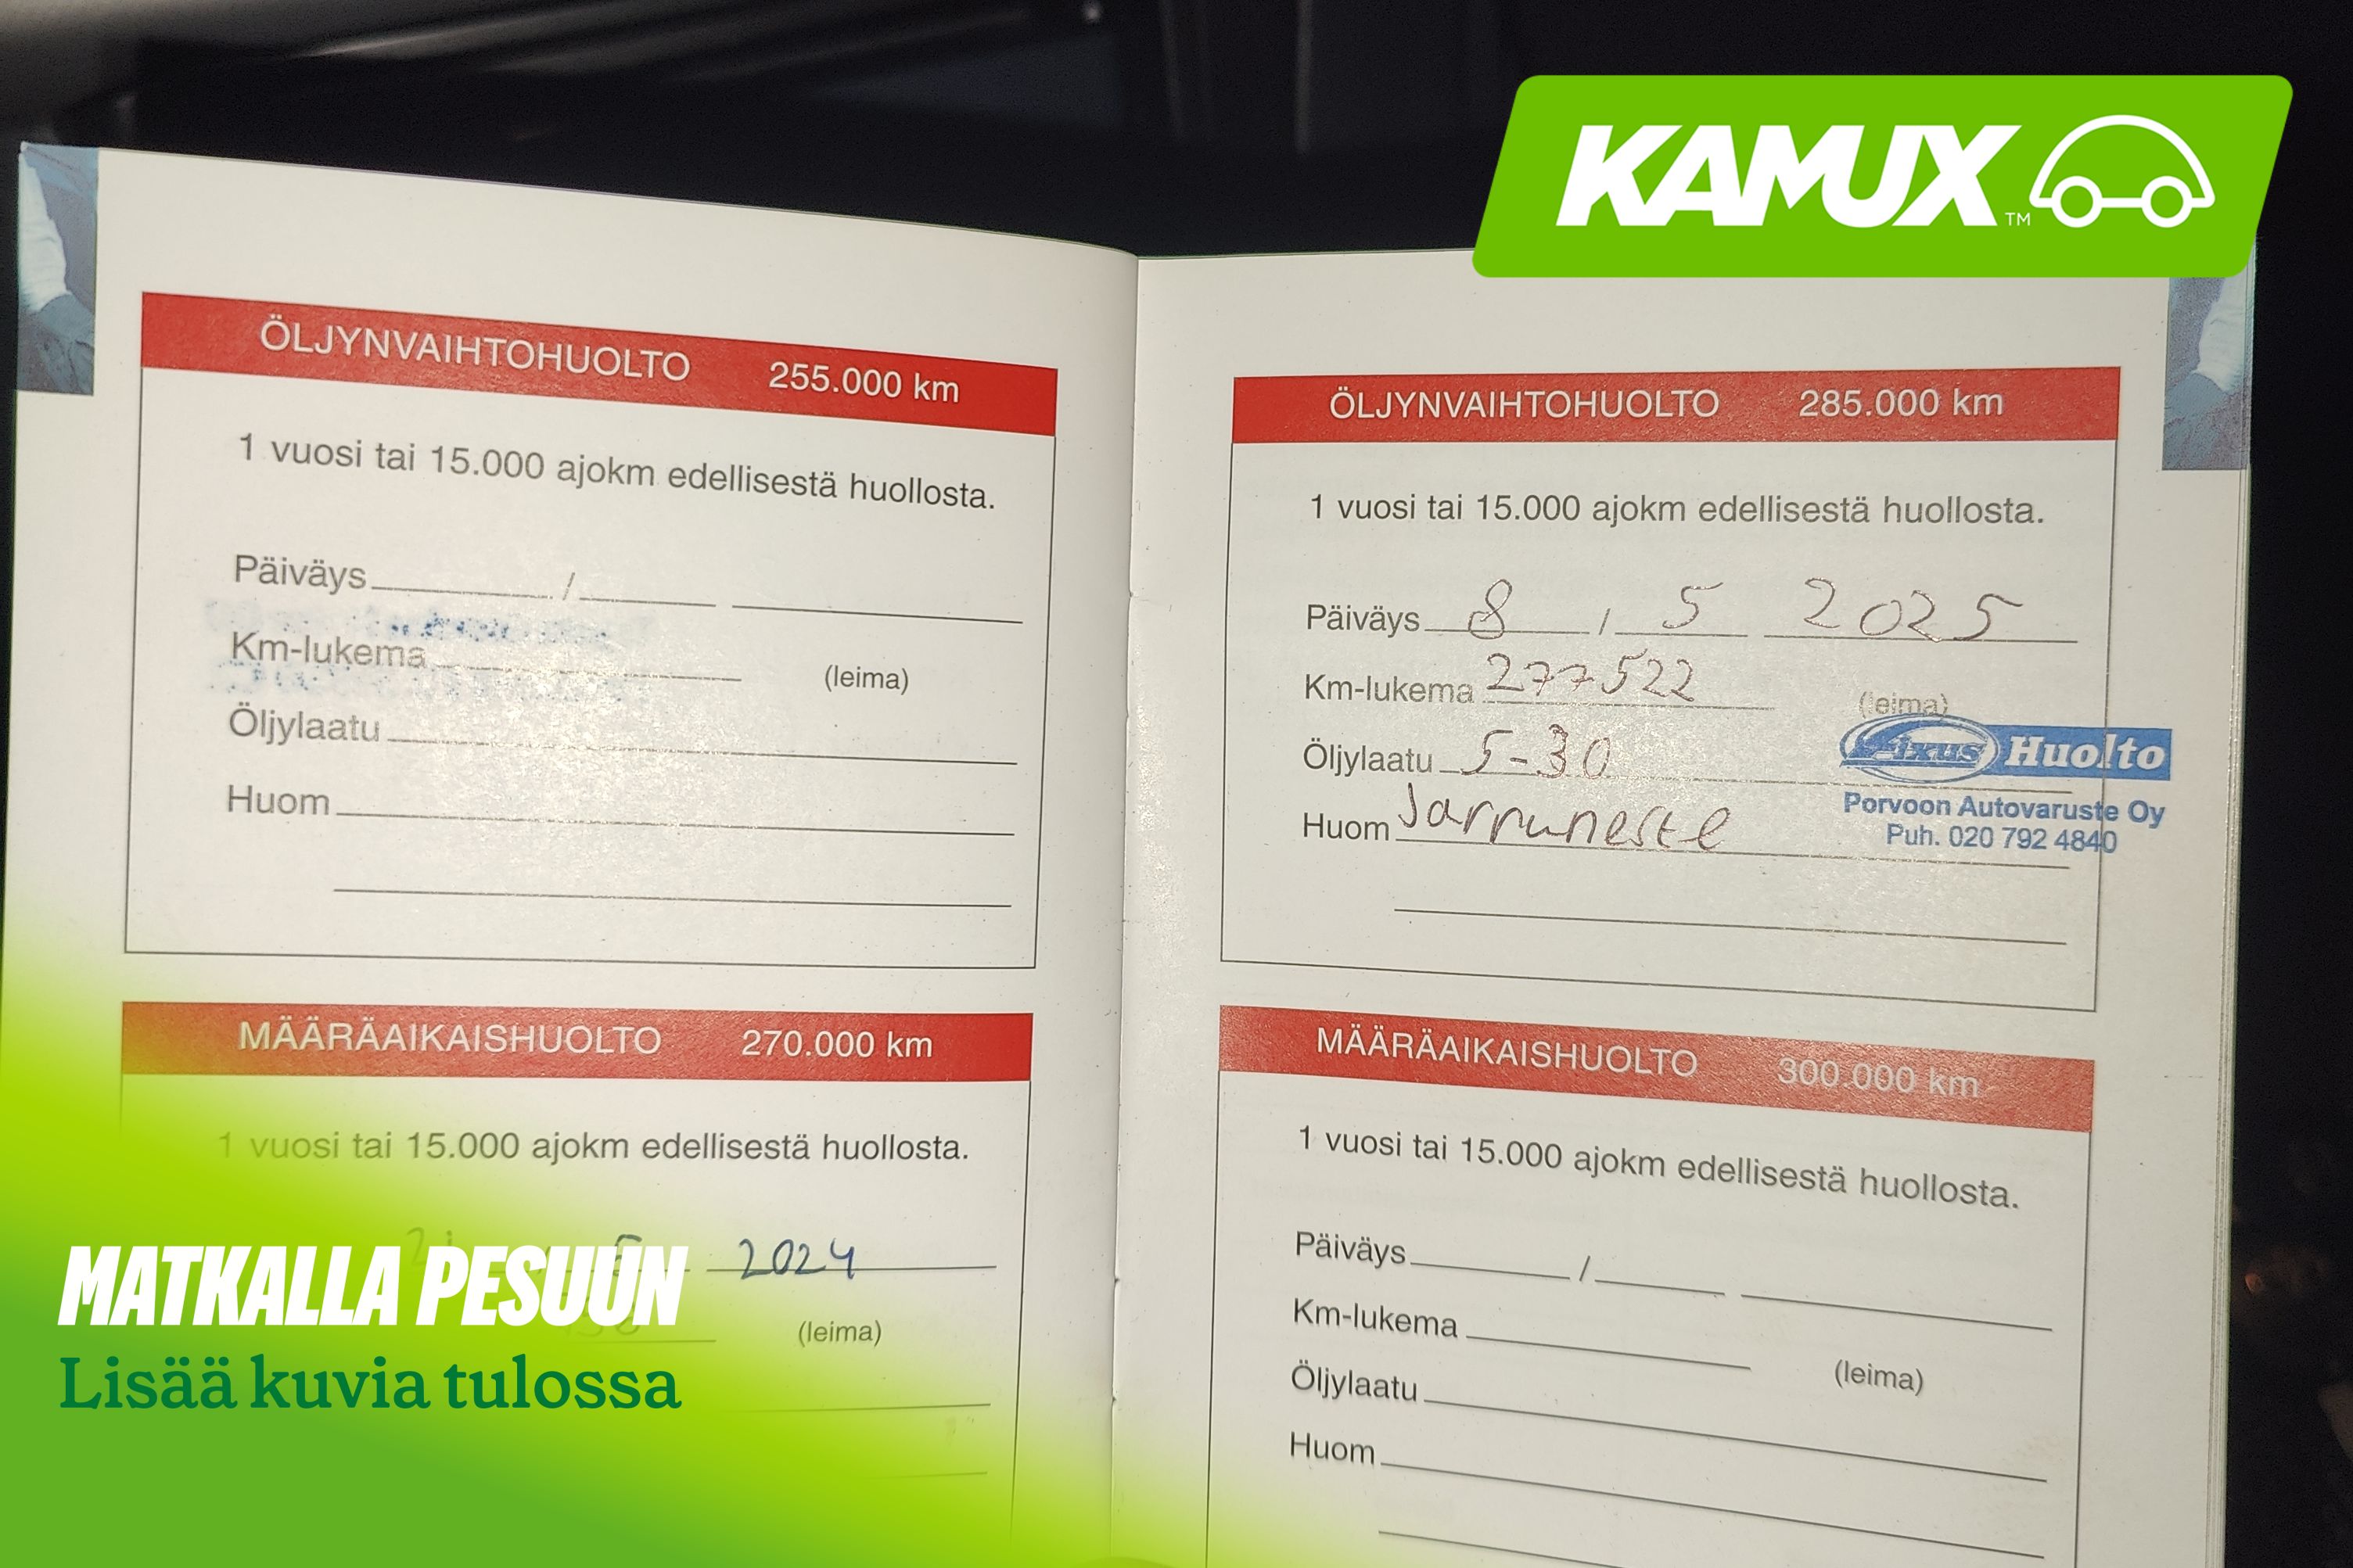 KAMUX™
ÖLJYNVAIHTOHUOLTO 255.000 km
1 vuosi tai 15.000 ajokm edellisestä huollosta.
Päiväys /
Km-lukema (leima)
Öljylaatu
Huom
MÄÄRÄAIKAISHUOLTO 270.000 km
1 vuosi tai 15.000 ajokm edellisestä huollosta.
2024
(leima)
MATKALLA PESUUN
Lisää kuvia tulossa
ÖLJYNVAIHTOHUOLTO 285.000 km
1 vuosi tai 15.000 ajokm edellisestä huollosta.
Päiväys 8 / 5 2025
Km-lukema 277522 (leima)
Öljylaatu 5-30
Fixus Huolto
Huom Jarruneste
Porvoon Autovaruste Oy
Puh. 020 792 4840
MÄÄRÄAIKAISHUOLTO 300.000 km
1 vuosi tai 15.000 ajokm edellisestä huollosta.
Päiväys /
Km-lukema (leima)
Öljylaatu
Huom